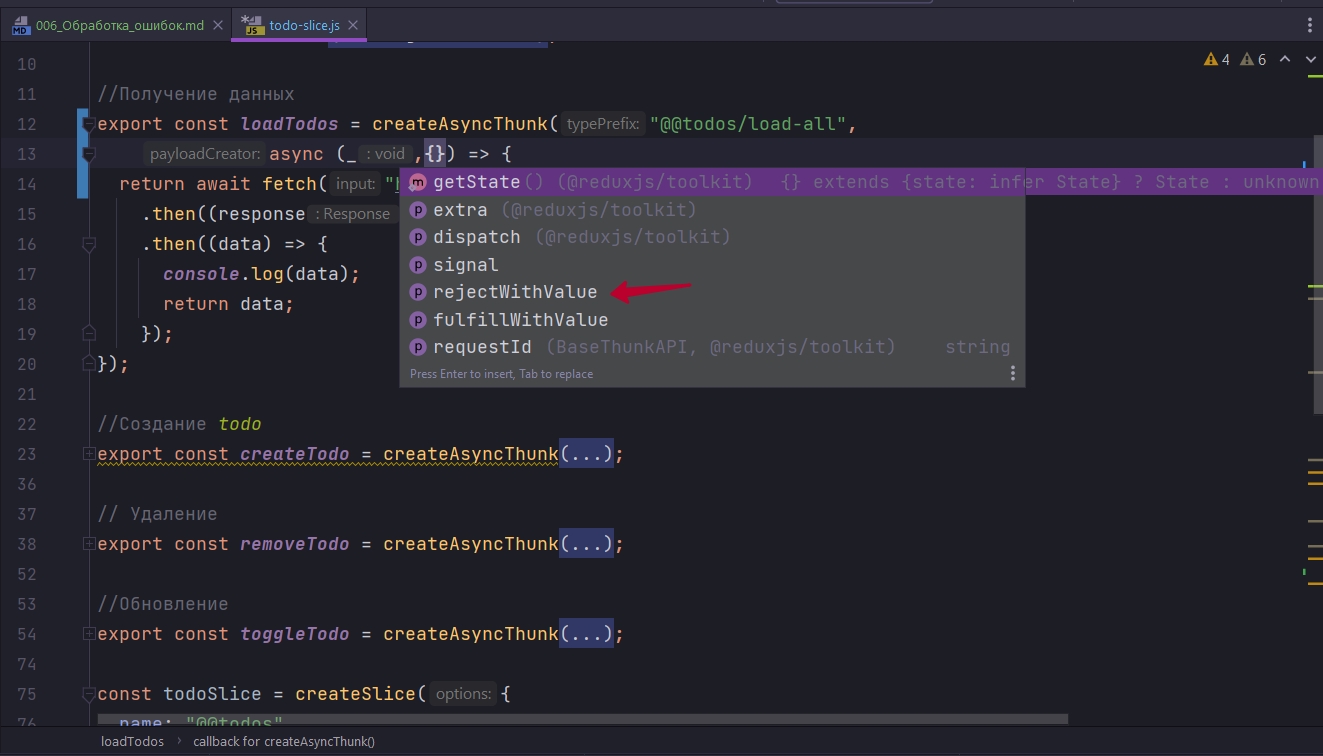 006_Обработка_ошибок.md
todo-slice.js
4 6
10
11 //Получение данных
12 export const loadTodos = createAsyncThunk( typePrefix: "@@todos/load-all",
13 payloadCreator: async (_ : void ,{}) => {
14 return await fetch( input: "h
15 .then((response : Response
16 .then((data) => {
17 console.log(data);
18 return data;
19 });
20 });
21
22 //Создание todo
23 export const createTodo = createAsyncThunk(...);
36
37 // Удаление
38 export const removeTodo = createAsyncThunk(...);
52
53 //Обновление
54 export const toggleTodo = createAsyncThunk(...);
74
75 const todoSlice = createSlice( options: {
76 name: "@@todos"
m getState() (@reduxjs/toolkit) {} extends {state: infer State} ? State : unknown
p extra (@reduxjs/toolkit)
p dispatch (@reduxjs/toolkit)
p signal
p rejectWithValue
p fulfillWithValue
p requestId (BaseThunkAPI, @reduxjs/toolkit) string
Press Enter to insert, Tab to replace
loadTodos › callback for createAsyncThunk()